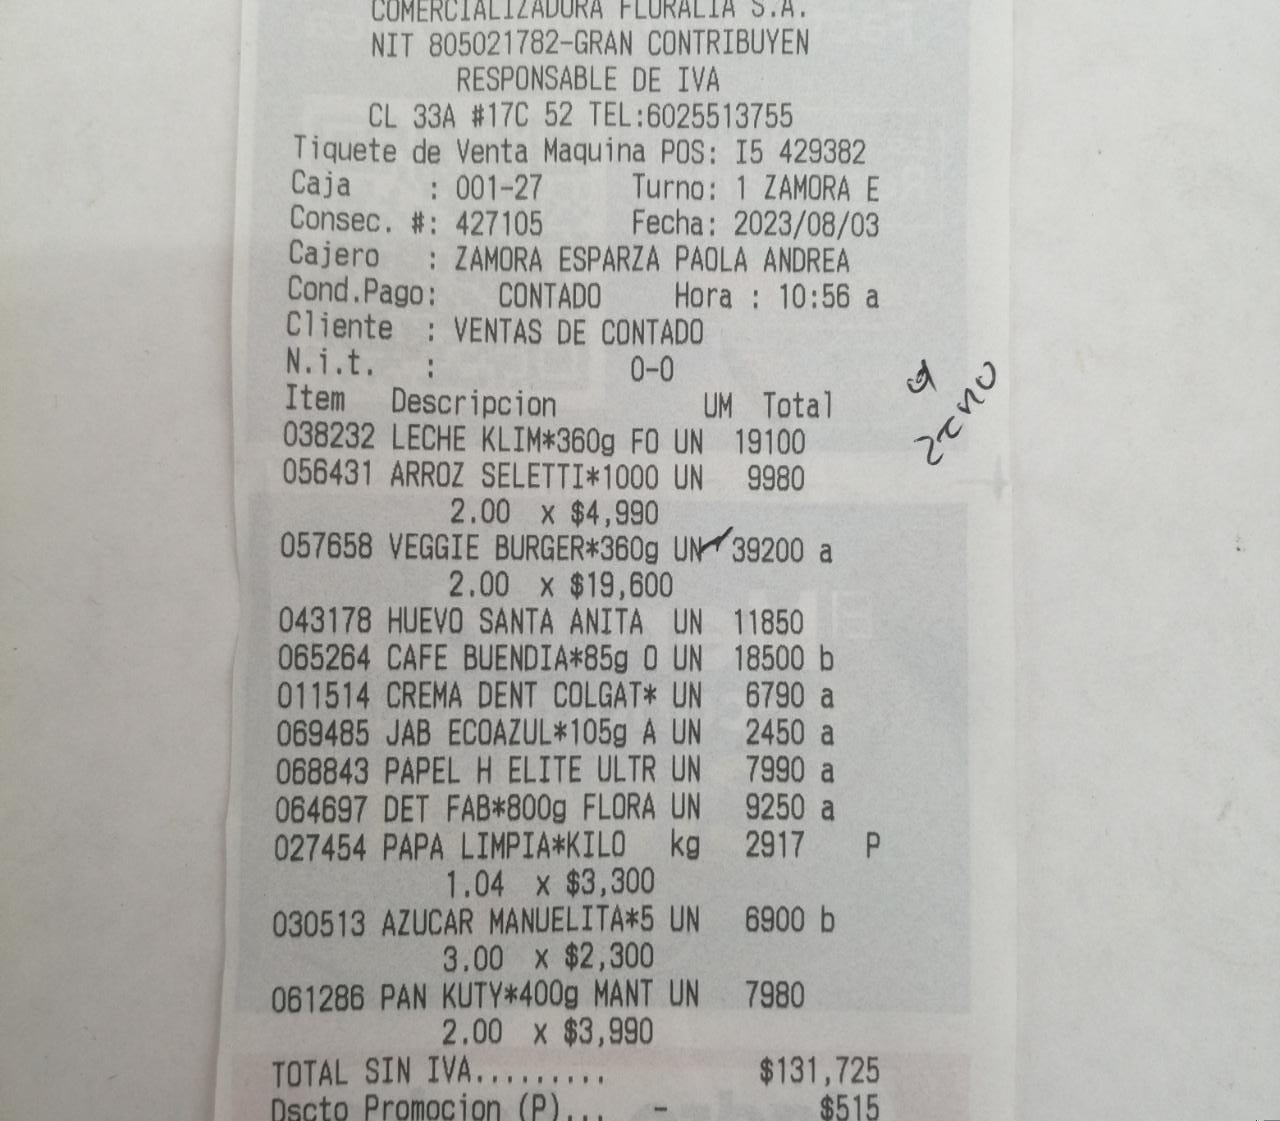 COMERCIALIZADORA FLORALIA S.A.
NIT 805021782-GRAN CONTRIBUYEN
RESPONSABLE DE IVA
CL 33A #17C 52 TEL:6025513755
Tiquete de Venta Maquina POS: I5 429382
Caja : 001-27 Turno: 1 ZAMORA E
Consec. #: 427105 Fecha: 2023/08/03
Cajero : ZAMORA ESPARZA PAOLA ANDREA
Cond.Pago: CONTADO Hora : 10:56 a
Cliente : VENTAS DE CONTADO
N.i.t. : 0-0
Item Descripcion UM Total
038232 LECHE KLIM*360g FO UN 19100
056431 ARROZ SELETTI*1000 UN 9980
2.00 x $4,990
057658 VEGGIE BURGER*360g UN 39200 a
2.00 x $19,600
043178 HUEVO SANTA ANITA UN 11850
065264 CAFE BUENDIA*85g O UN 18500 b
011514 CREMA DENT COLGAT* UN 6790 a
069485 JAB ECOAZUL*105g A UN 2450 a
068843 PAPEL H ELITE ULTR UN 7990 a
064697 DET FAB*800g FLORA UN 9250 a
027454 PAPA LIMPIA*KILO kg 2917 P
1.04 x $3,300
030513 AZUCAR MANUELITA*5 UN 6900 b
3.00 x $2,300
061286 PAN KUTY*400g MANT UN 7980
2.00 x $3,990
TOTAL SIN IVA......... $131,725
Dscto Promocion (P)... - $515